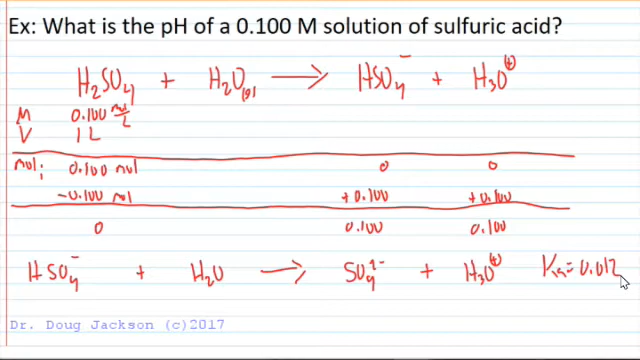 Ex: What is the pH of a 0.100 M solution of sulfuric acid?
H₂SO₄ + H₂O(l) → HSO₄⁻ + H₃O⁺
M 0.100 mol/L
V 1 L
molᵢ 0.100 mol 0 0
-0.100 mol +0.100 +0.100
0 0.100 0.100
HSO₄⁻ + H₂O → SO₄²⁻ + H₃O⁺ Ka = 0.012
Dr. Doug Jackson (c)2017